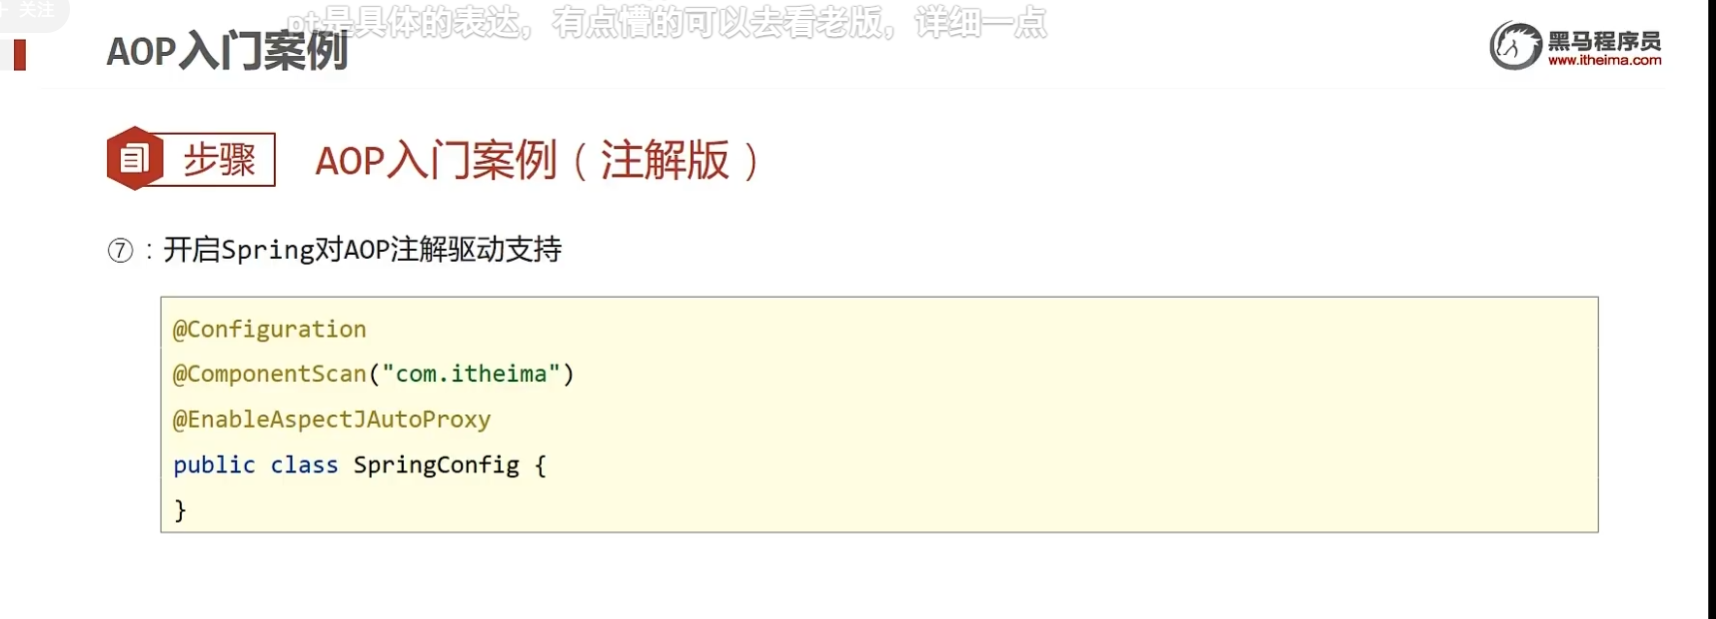 + 关注
pt是具体的表达，有点懵的可以去看老版，详细一点
AOP入门案例
黑马程序员
www.itheima.com
步骤
AOP入门案例（注解版）
⑦：开启Spring对AOP注解驱动支持
@Configuration
@ComponentScan("com.itheima")
@EnableAspectJAutoProxy
public class SpringConfig {
}